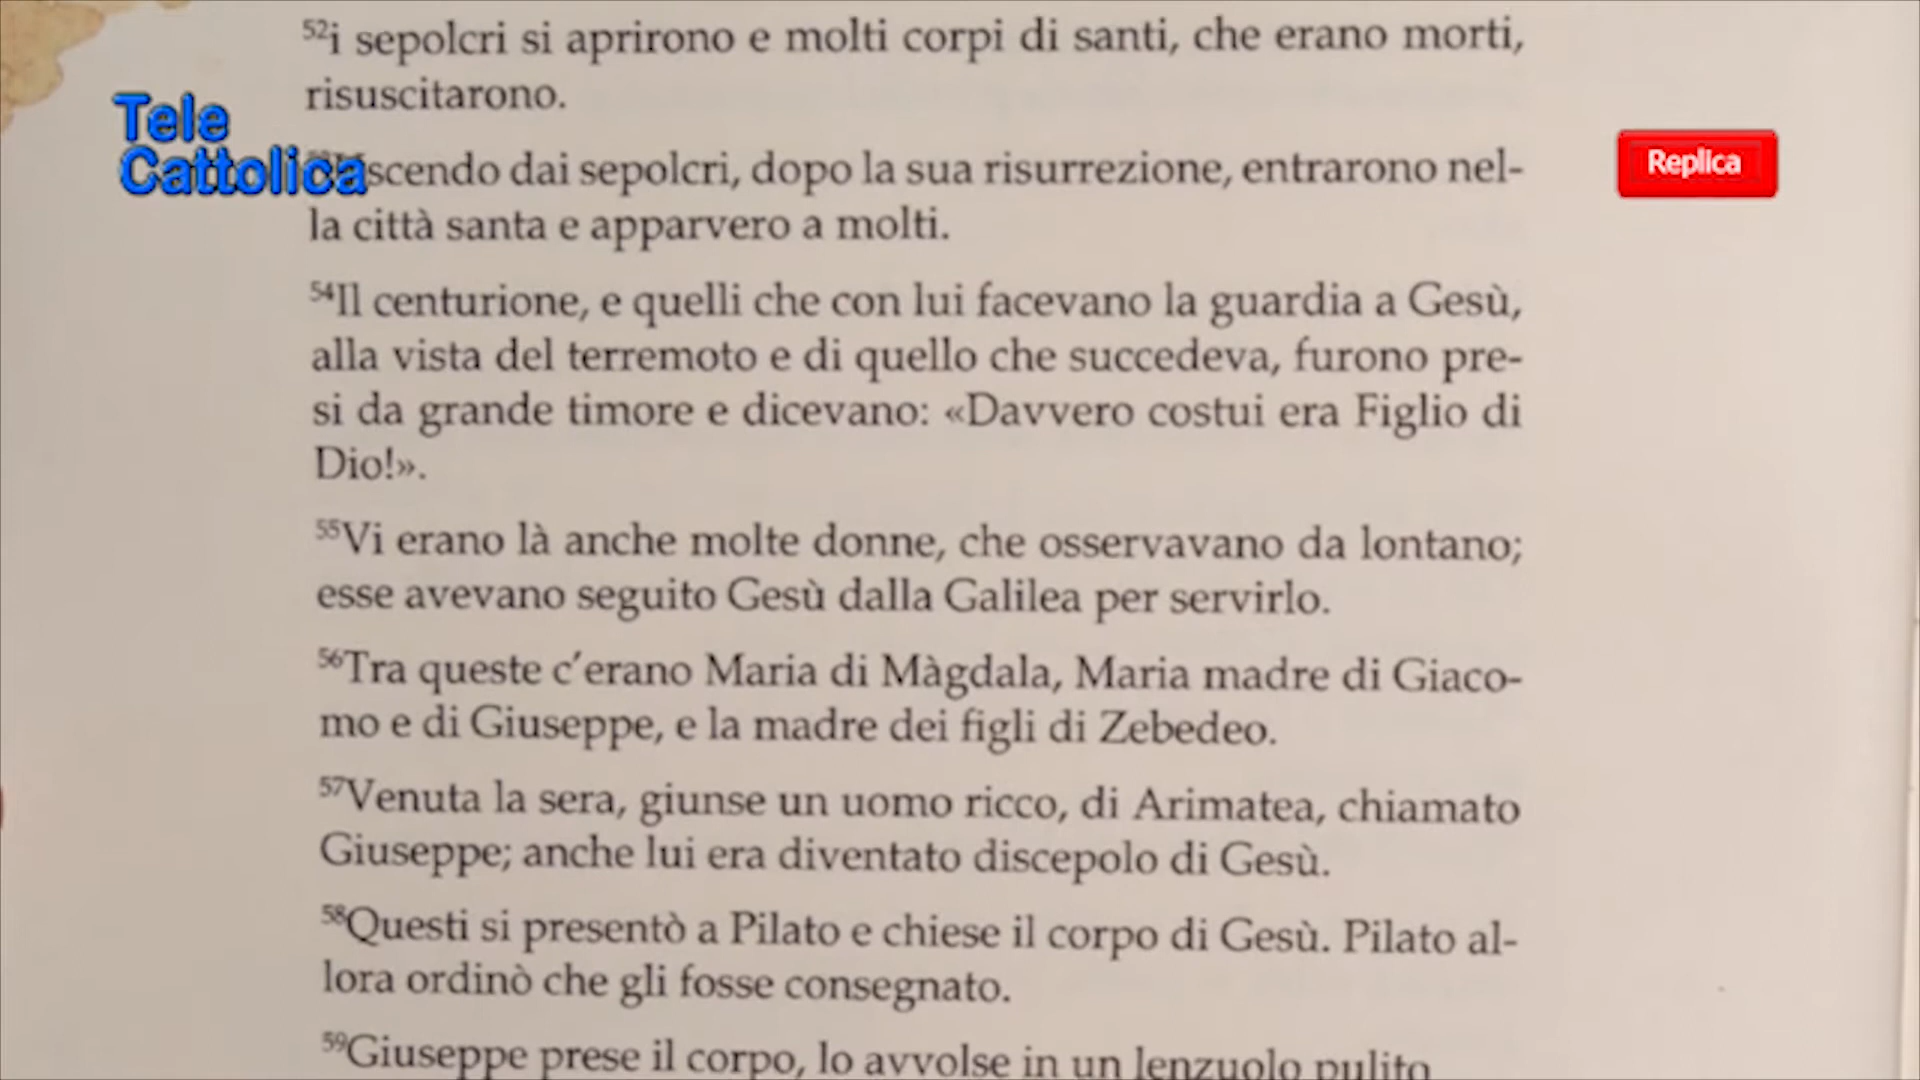 ⁵²i sepolcri si aprirono e molti corpi di santi, che erano morti,
risuscitarono.
Tele
Cattolica
Replica
scendo dai sepolcri, dopo la sua risurrezione, entrarono nel-
la città santa e apparvero a molti.
⁵⁴Il centurione, e quelli che con lui facevano la guardia a Gesù,
alla vista del terremoto e di quello che succedeva, furono pre-
si da grande timore e dicevano: «Davvero costui era Figlio di
Dio!».
⁵⁵Vi erano là anche molte donne, che osservavano da lontano;
esse avevano seguito Gesù dalla Galilea per servirlo.
⁵⁶Tra queste c'erano Maria di Màgdala, Maria madre di Giaco-
mo e di Giuseppe, e la madre dei figli di Zebedeo.
⁵⁷Venuta la sera, giunse un uomo ricco, di Arimatea, chiamato
Giuseppe; anche lui era diventato discepolo di Gesù.
⁵⁸Questi si presentò a Pilato e chiese il corpo di Gesù. Pilato al-
lora ordinò che gli fosse consegnato.
⁵⁹Giuseppe prese il corpo, lo avvolse in un lenzuolo pulito